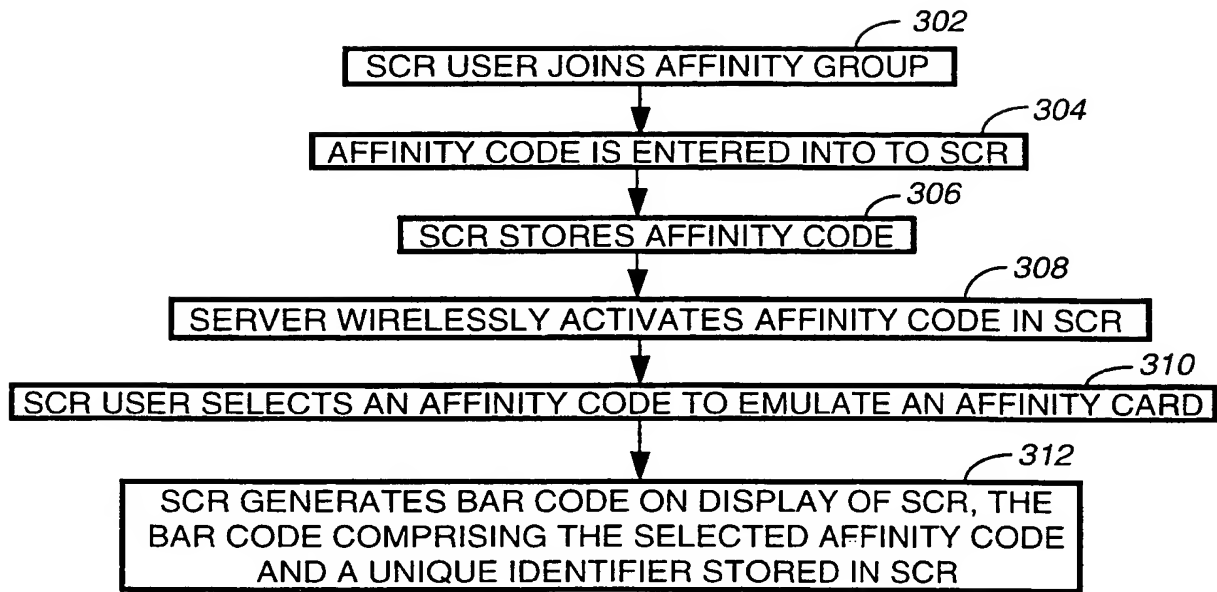 302
SCR USER JOINS AFFINITY GROUP
304
AFFINITY CODE IS ENTERED INTO TO SCR
306
SCR STORES AFFINITY CODE
308
SERVER WIRELESSLY ACTIVATES AFFINITY CODE IN SCR
310
SCR USER SELECTS AN AFFINITY CODE TO EMULATE AN AFFINITY CARD
312
SCR GENERATES BAR CODE ON DISPLAY OF SCR, THE
BAR CODE COMPRISING THE SELECTED AFFINITY CODE
AND A UNIQUE IDENTIFIER STORED IN SCR